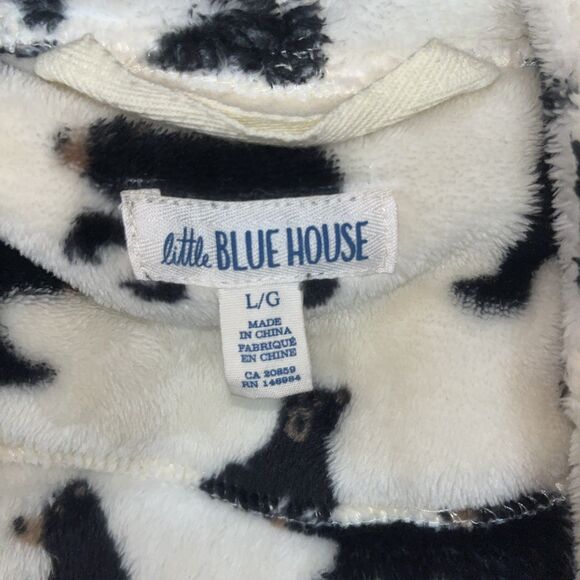 little BLUE HOUSE
L/G
MADE
IN CHINA
FABRIQUÉ
EN CHINE
CA 20859
RN 146984